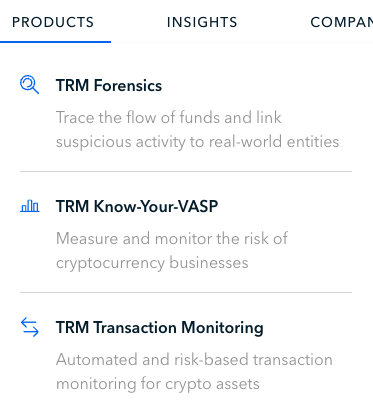 PRODUCTS INSIGHTS COMPAN
TRM Forensics
Trace the flow of funds and link
suspicious activity to real-world entities
TRM Know-Your-VASP
Measure and monitor the risk of
cryptocurrency businesses
TRM Transaction Monitoring
Automated and risk-based transaction
monitoring for crypto assets